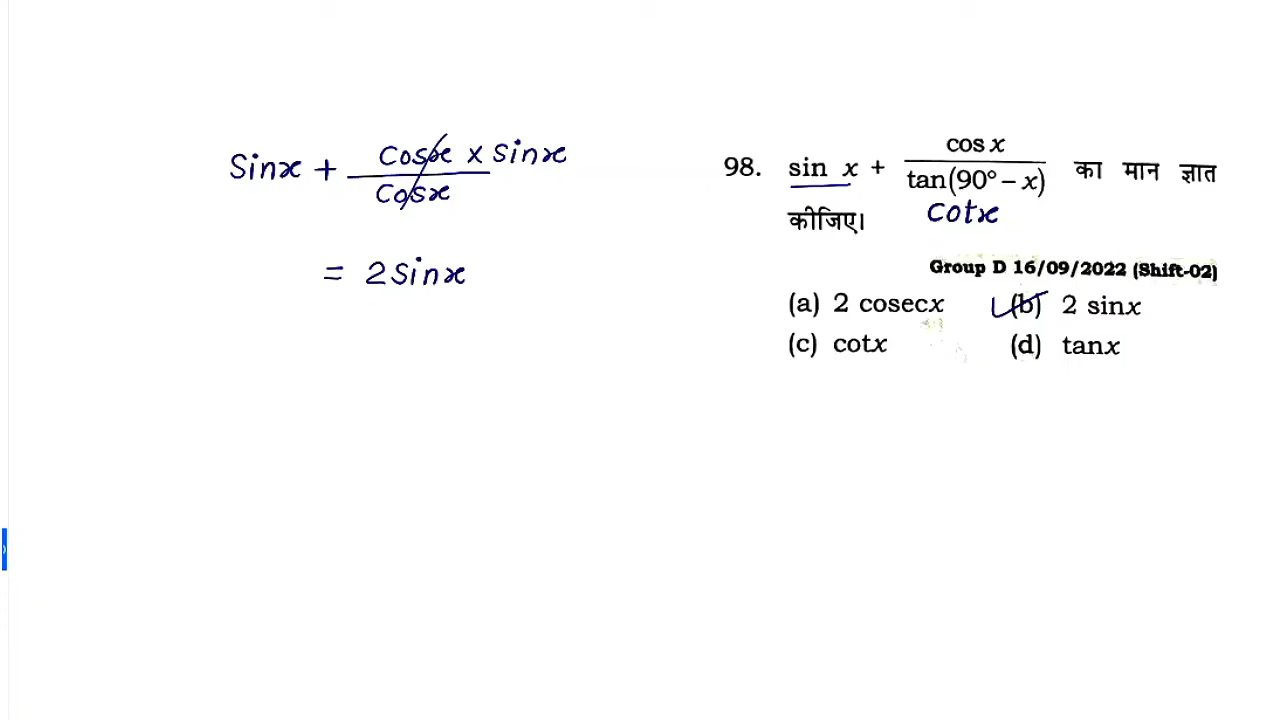 Sinx + Cosx x Sinx
Cosx
= 2Sinx
98. sin x + cos x / tan(90° – x) का मान ज्ञात
कीजिए।
Cotx
Group D 16/09/2022 (Shift-02)
(a) 2 cosecx (b) 2 sinx
(c) cotx (d) tanx